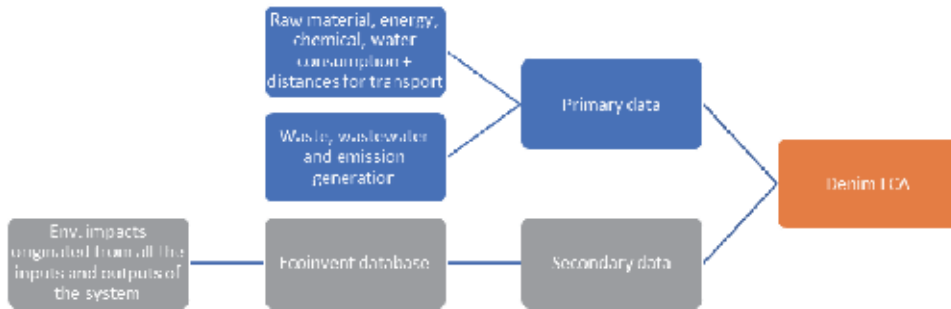 Raw material, energy,
chemical, water
consumption +
distances for transport
Primary data
Waste, wastewater
and emission
generation
Denim LCA
Env. impacts
originated from all the
inputs and outputs of
the system
Ecoinvent database
Secondary data